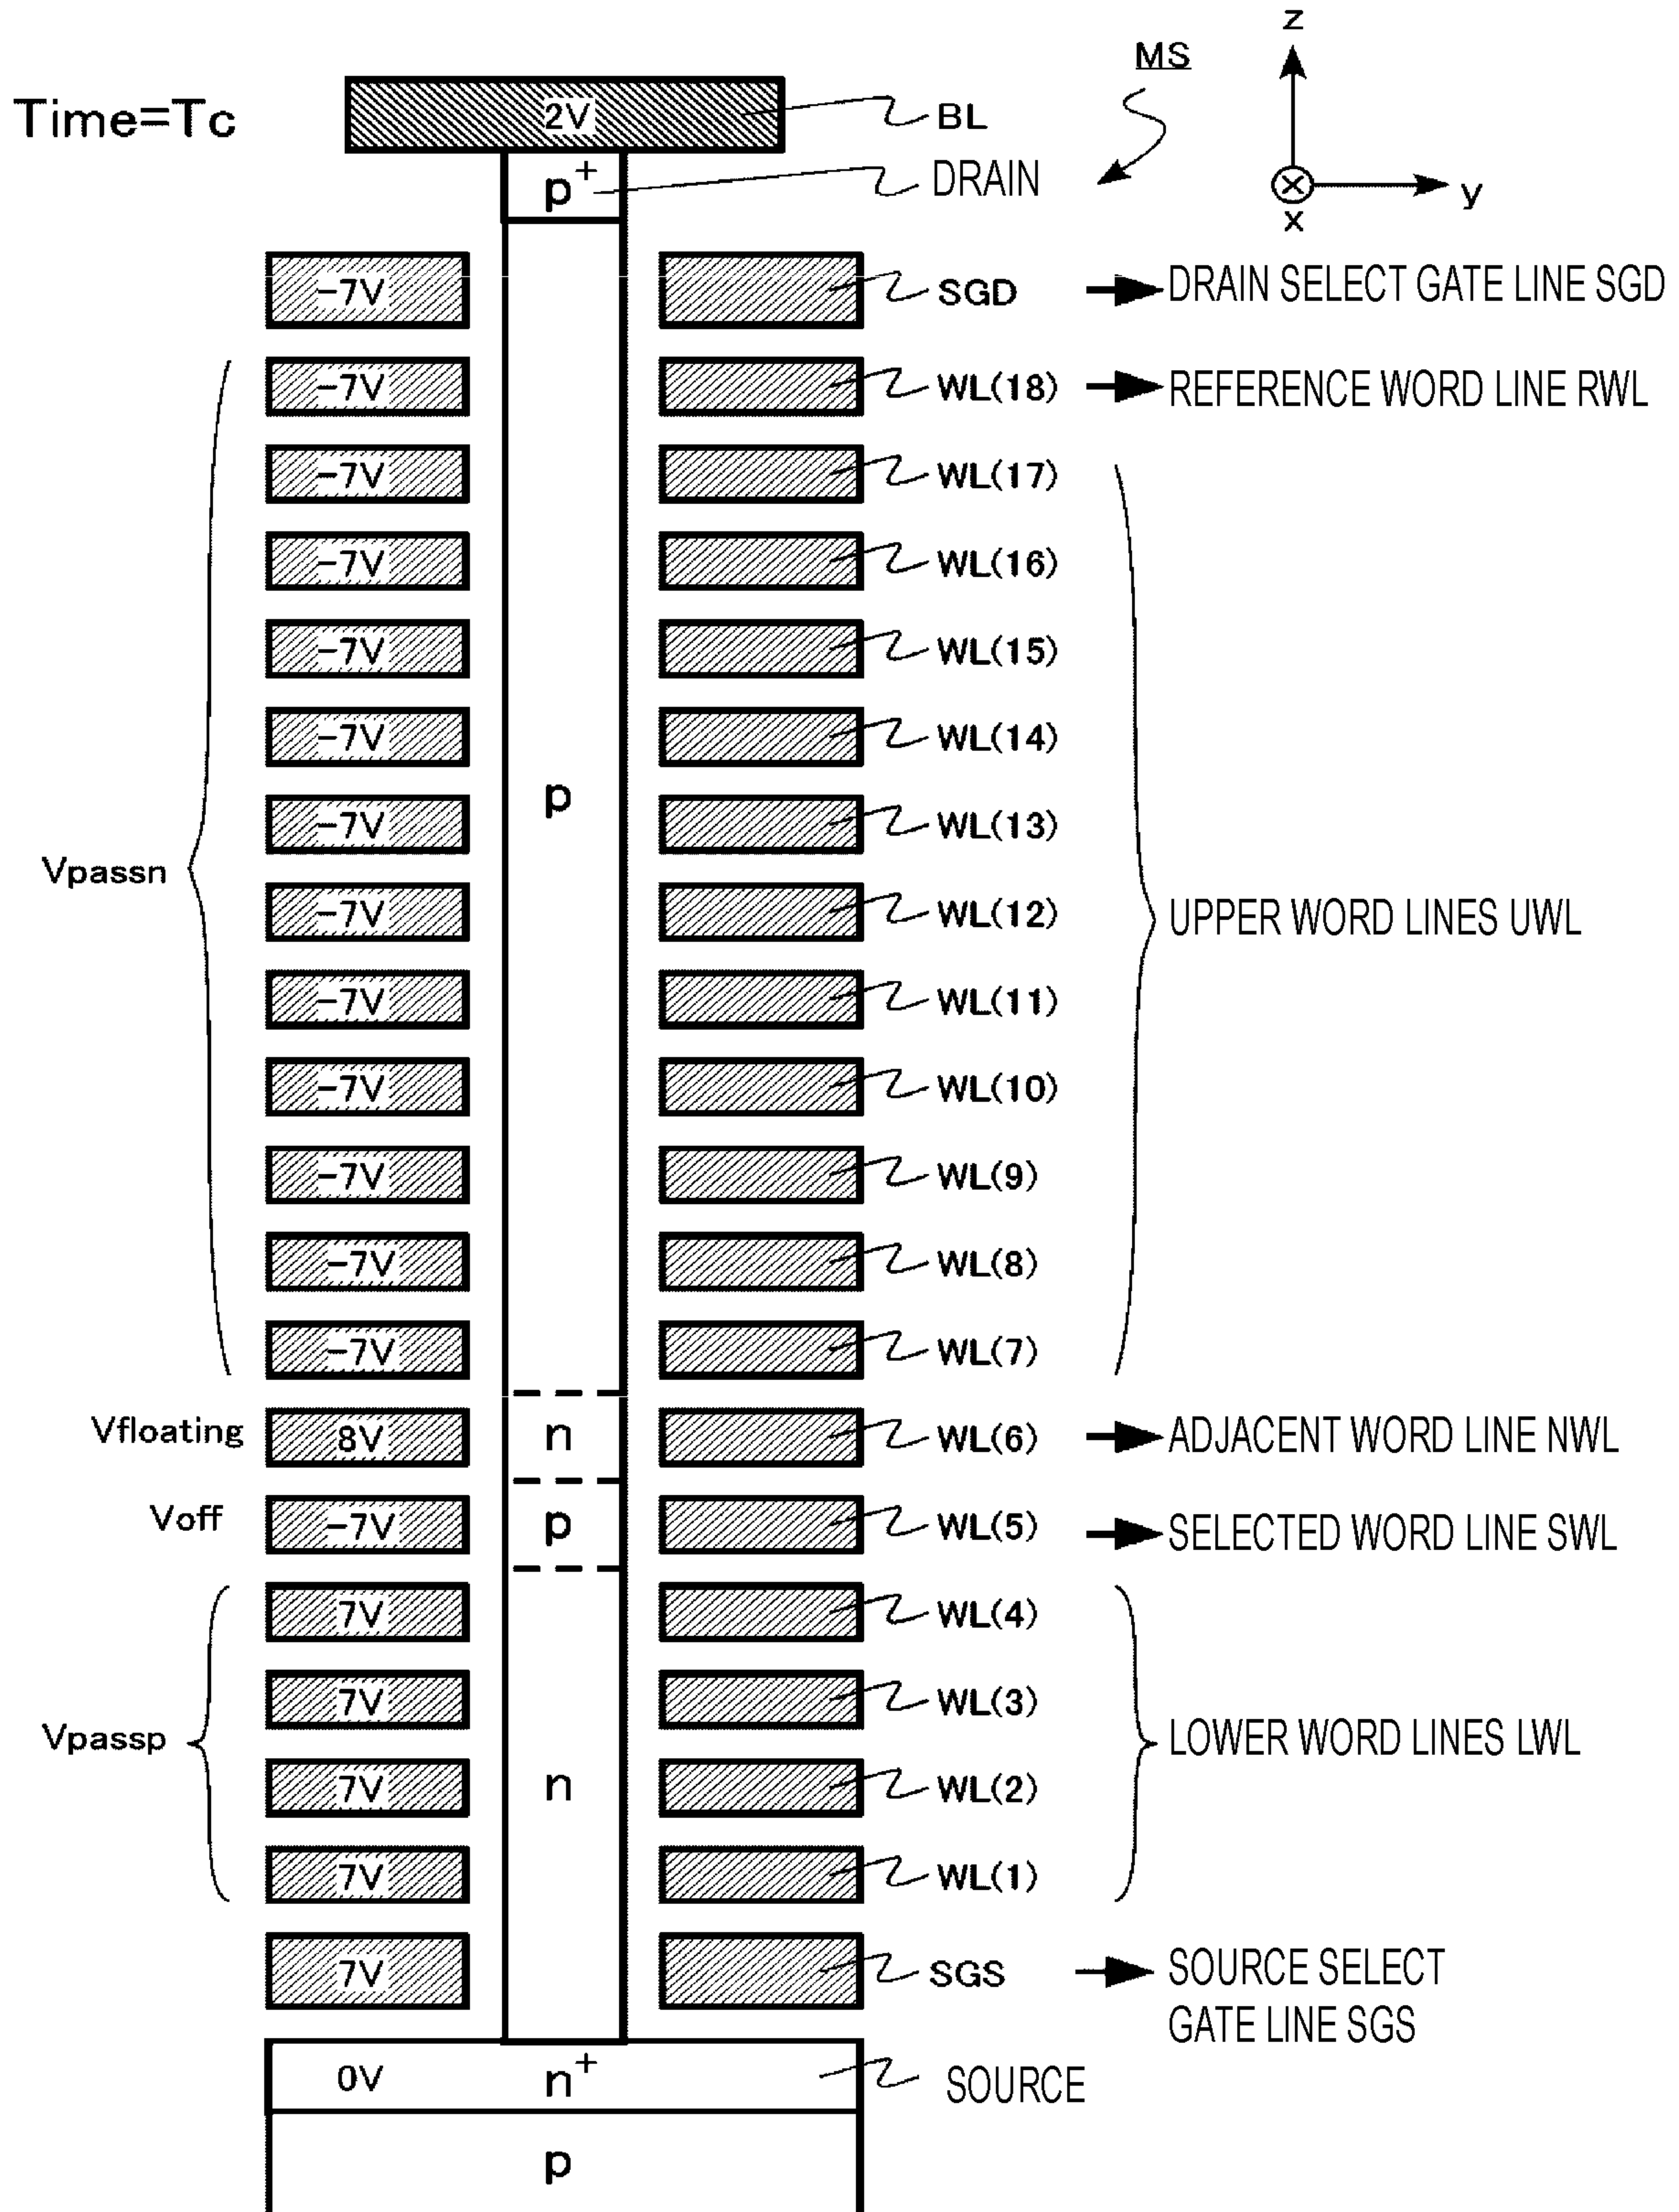 z
MS
Time=Tc
2V
BL
p+
DRAIN
y
x
-7V
SGD
DRAIN SELECT GATE LINE SGD
-7V
WL(18)
REFERENCE WORD LINE RWL
-7V
WL(17)
-7V
WL(16)
-7V
WL(15)
-7V
WL(14)
p
-7V
WL(13)
Vpassn
-7V
WL(12)
UPPER WORD LINES UWL
-7V
WL(11)
-7V
WL(10)
-7V
WL(9)
-7V
WL(8)
-7V
WL(7)
Vfloating
8V
n
WL(6)
ADJACENT WORD LINE NWL
Voff
-7V
p
WL(5)
SELECTED WORD LINE SWL
7V
WL(4)
7V
WL(3)
Vpassp
LOWER WORD LINES LWL
7V
n
WL(2)
7V
WL(1)
7V
SGS
SOURCE SELECT
GATE LINE SGS
0V
n+
SOURCE
p